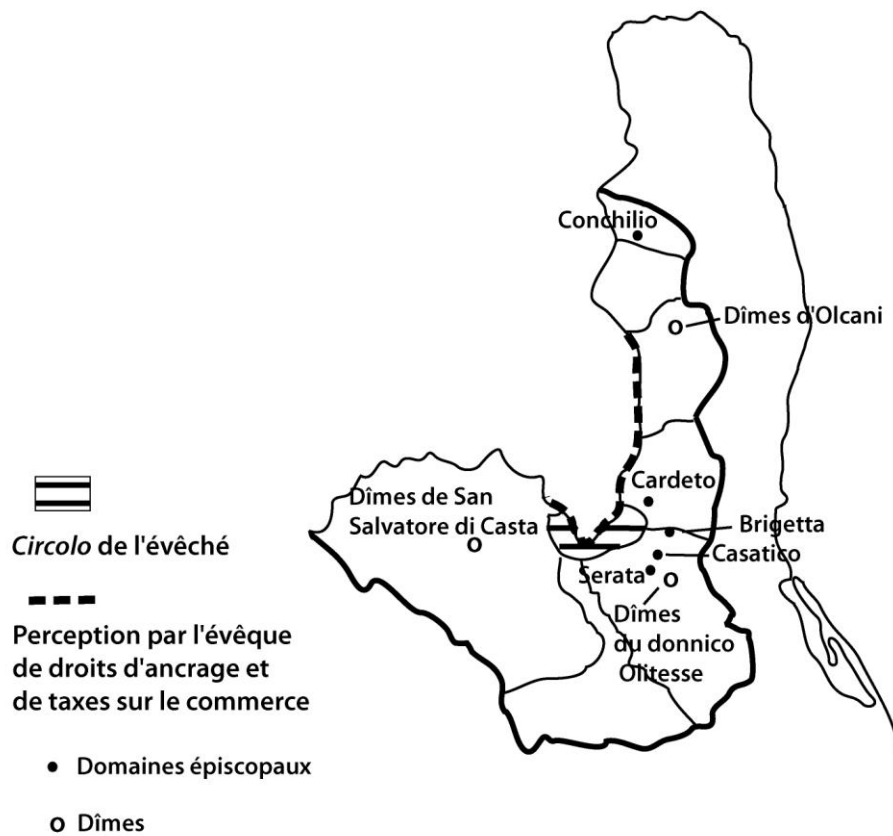 Conchilio
Dîmes d'Olcani
Cardeto
Dîmes de San
Salvatore di Casta
Brigetta
Casatico
Serata
Dîmes
du donnico
Olitesse
Circolo de l'évêché
Perception par l'évêque
de droits d'ancrage et
de taxes sur le commerce
Domaines épiscopaux
Dîmes